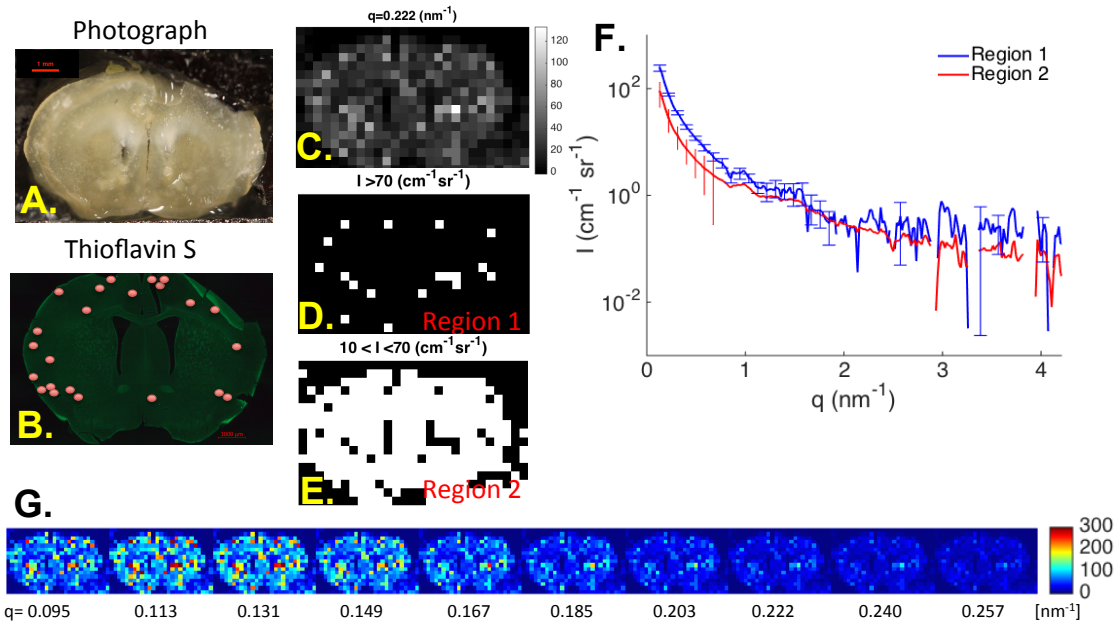 Photograph
1 mm
A.
Thioflavin S
B.
1000 µm
q=0.222 (nm⁻¹)
120
100
80
60
40
20
0
C.
I >70 (cm⁻¹sr⁻¹)
D.
Region 1
10 < I <70 (cm⁻¹sr⁻¹)
E.
Region 2
F.
Region 1
Region 2
I (cm⁻¹ sr⁻¹)
10²
10⁰
10⁻²
0 1 2 3 4
q (nm⁻¹)
G.
300
200
100
0
q= 0.095 0.113 0.131 0.149 0.167 0.185 0.203 0.222 0.240 0.257 [nm⁻¹]